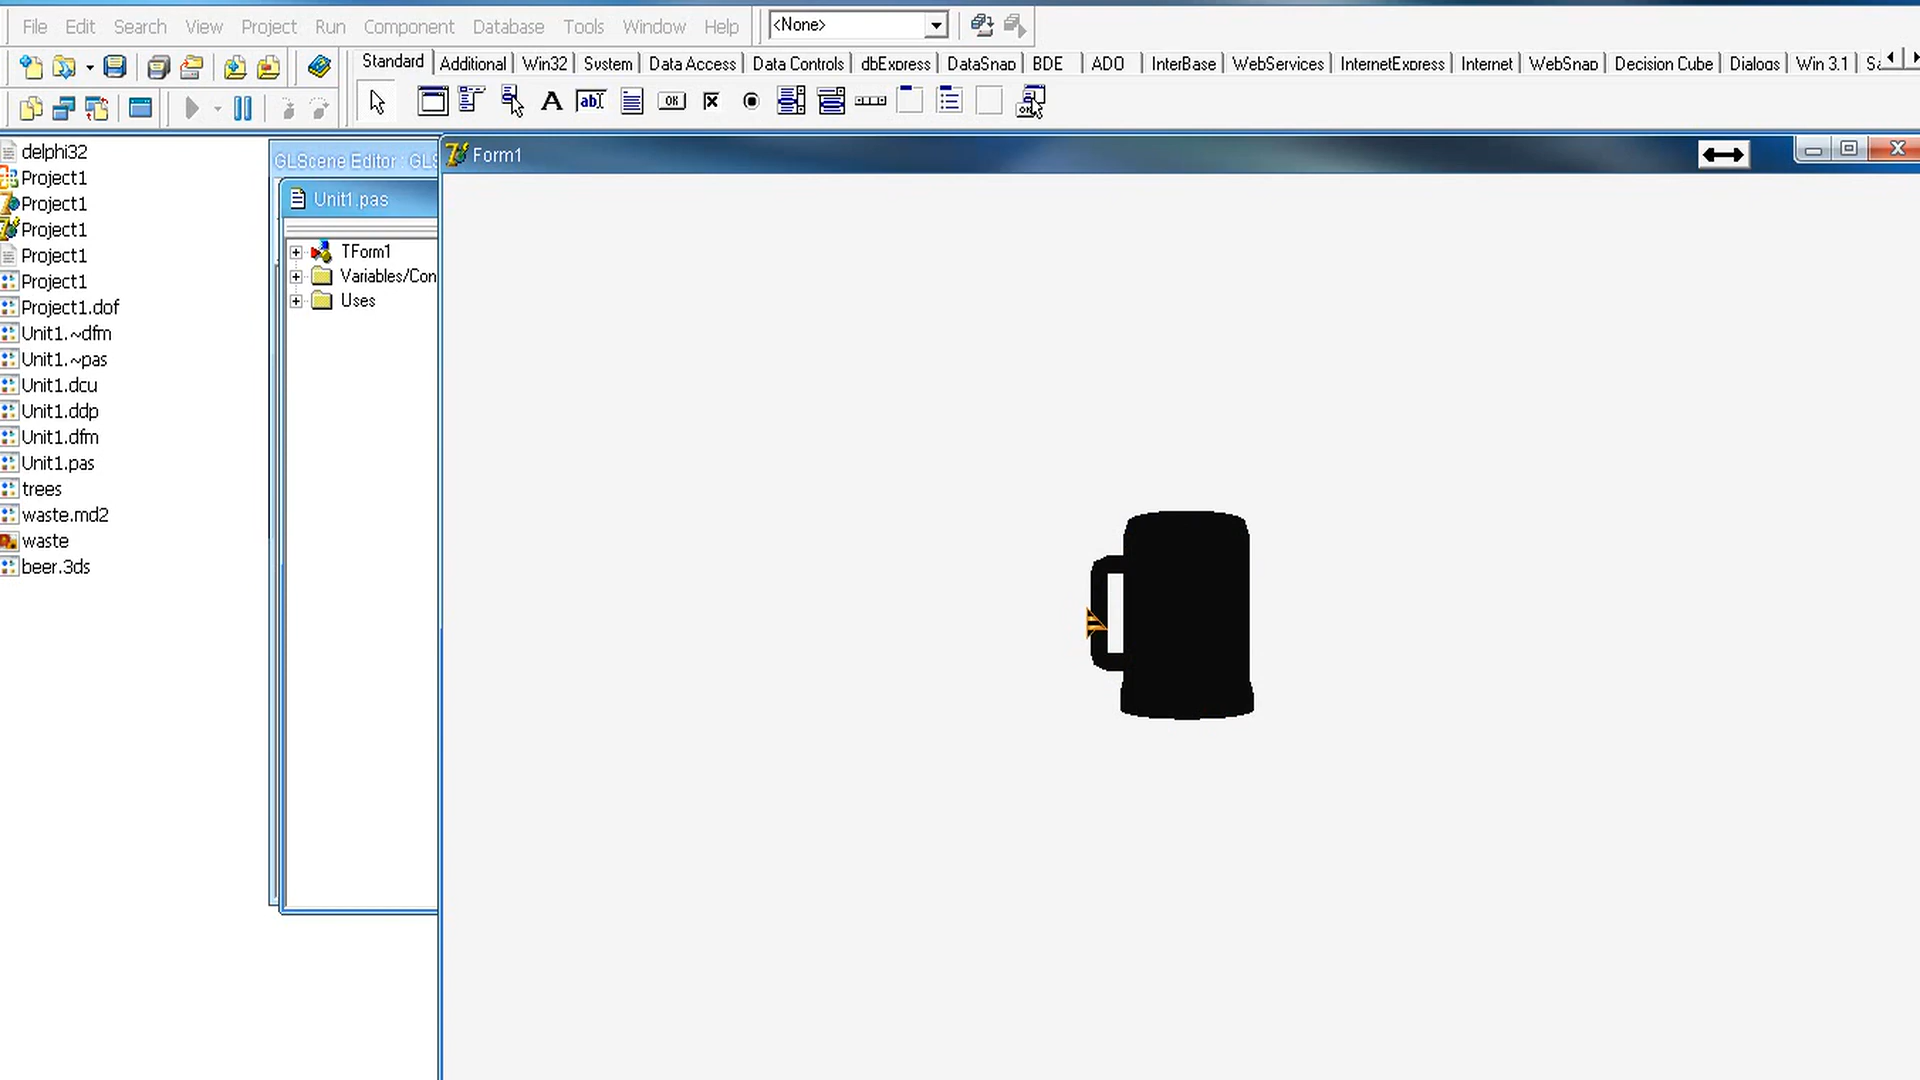 File Edit Search View Project Run Component Database Tools Window Help <None>
Standard Additional Win32 System Data Access Data Controls dbExpress DataSnap BDE ADO InterBase WebServices InternetExpress Internet WebSnap Decision Cube Dialogs Win 3.1
A ab OK
delphi32
Project1
Project1
Project1
Project1
Project1
Project1.dof
Unit1.~dfm
Unit1.~pas
Unit1.dcu
Unit1.ddp
Unit1.dfm
Unit1.pas
trees
waste.md2
waste
beer.3ds
GLScene Editor : GLS
Unit1.pas
TForm1
Variables/Con
Uses
Form1